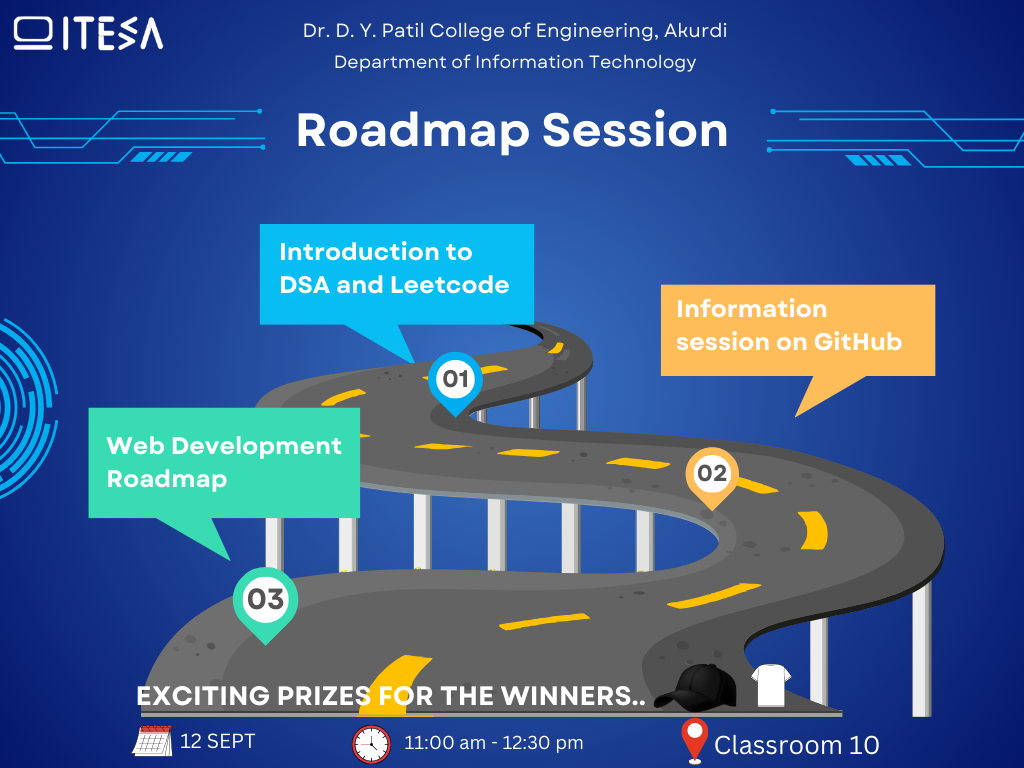 ITESA
Dr. D. Y. Patil College of Engineering, Akurdi
Department of Information Technology
Roadmap Session
Introduction to
DSA and Leetcode
Information
session on GitHub
01
Web Development
Roadmap
02
03
EXCITING PRIZES FOR THE WINNERS..
12 SEPT
11:00 am - 12:30 pm
Classroom 10